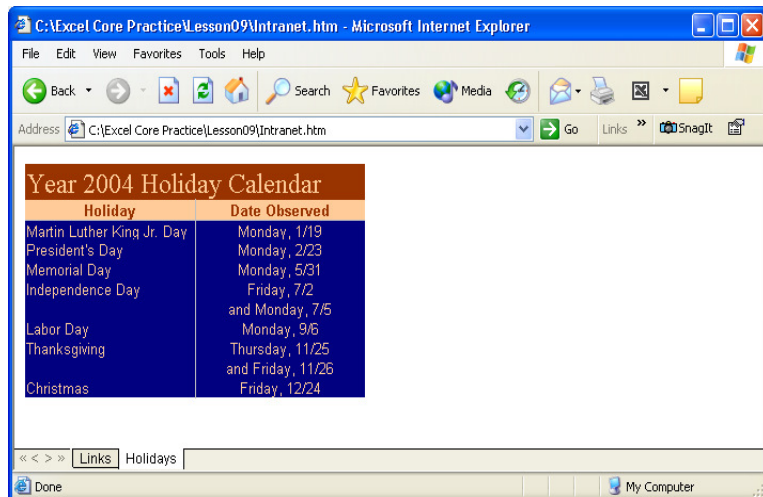 C:\Excel Core Practice\Lesson09\Intranet.htm - Microsoft Internet Explorer
File Edit View Favorites Tools Help
Back Search Favorites Media
Address C:\Excel Core Practice\Lesson09\Intranet.htm Go Links » SnagIt
Year 2004 Holiday Calendar
Holiday Date Observed
Martin Luther King Jr. Day Monday, 1/19
President's Day Monday, 2/23
Memorial Day Monday, 5/31
Independence Day Friday, 7/2
and Monday, 7/5
Labor Day Monday, 9/6
Thanksgiving Thursday, 11/25
and Friday, 11/26
Christmas Friday, 12/24
« < > » Links Holidays
Done My Computer